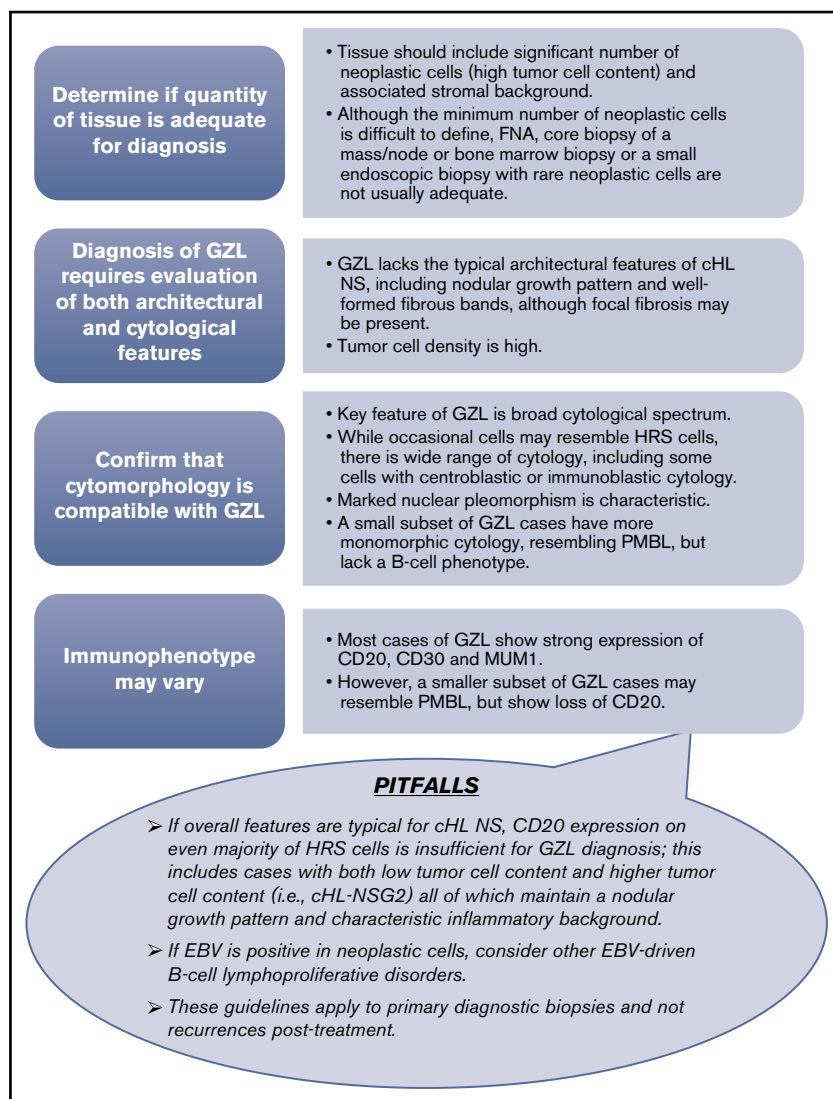 Determine if quantity
of tissue is adequate
for diagnosis
• Tissue should include significant number of
neoplastic cells (high tumor cell content) and
associated stromal background.
• Although the minimum number of neoplastic cells
is difficult to define, FNA, core biopsy of a
mass/node or bone marrow biopsy or a small
endoscopic biopsy with rare neoplastic cells are
not usually adequate.
Diagnosis of GZL
requires evaluation
of both architectural
and cytological
features
• GZL lacks the typical architectural features of cHL
NS, including nodular growth pattern and well-
formed fibrous bands, although focal fibrosis may
be present.
• Tumor cell density is high.
Confirm that
cytomorphology is
compatible with GZL
• Key feature of GZL is broad cytological spectrum.
• While occasional cells may resemble HRS cells,
there is wide range of cytology, including some
cells with centroblastic or immunoblastic cytology.
• Marked nuclear pleomorphism is characteristic.
• A small subset of GZL cases have more
monomorphic cytology, resembling PMBL, but
lack a B-cell phenotype.
Immunophenotype
may vary
• Most cases of GZL show strong expression of
CD20, CD30 and MUM1.
• However, a smaller subset of GZL cases may
resemble PMBL, but show loss of CD20.
PITFALLS
➢ If overall features are typical for cHL NS, CD20 expression on
even majority of HRS cells is insufficient for GZL diagnosis; this
includes cases with both low tumor cell content and higher tumor
cell content (i.e., cHL-NSG2) all of which maintain a nodular
growth pattern and characteristic inflammatory background.
➢ If EBV is positive in neoplastic cells, consider other EBV-driven
B-cell lymphoproliferative disorders.
➢ These guidelines apply to primary diagnostic biopsies and not
recurrences post-treatment.